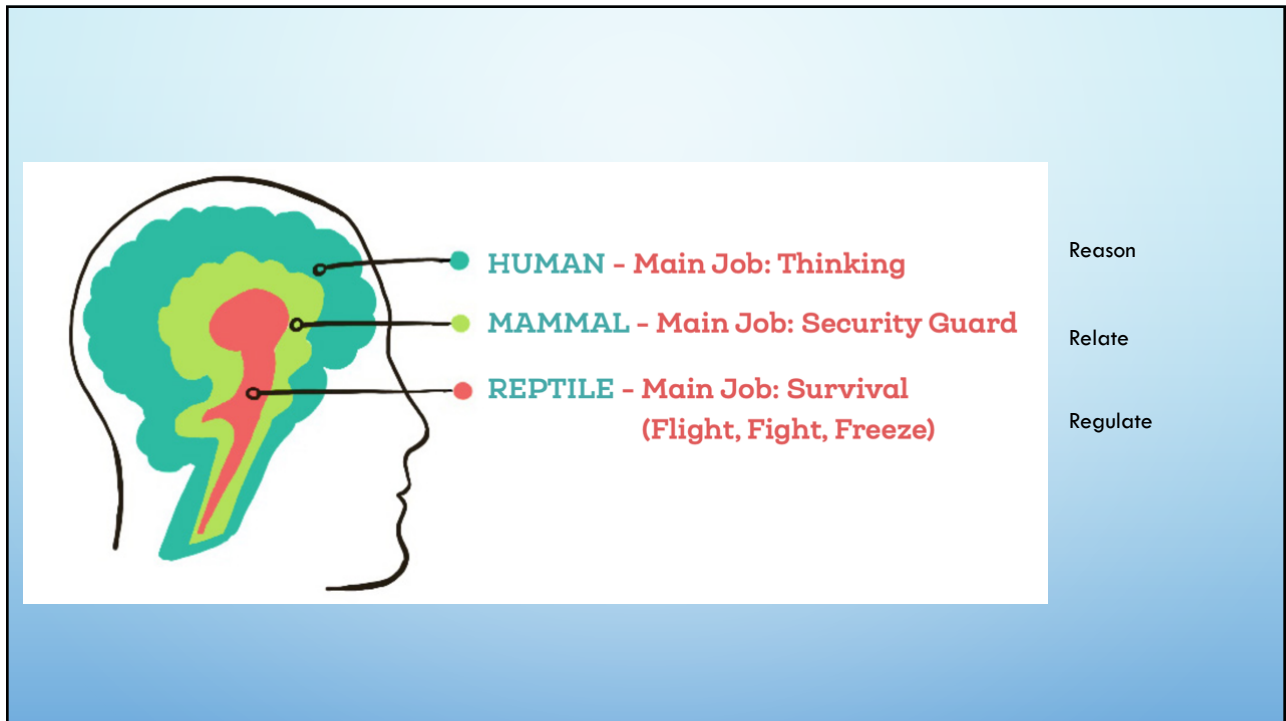 HUMAN - Main Job: Thinking
Reason
MAMMAL - Main Job: Security Guard
Relate
REPTILE - Main Job: Survival
(Flight, Fight, Freeze)
Regulate